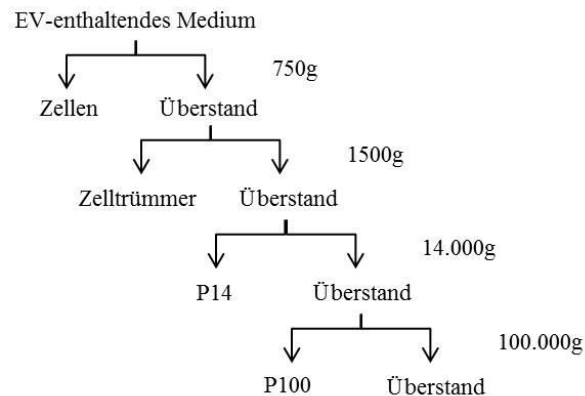 EV-enthaltendes Medium
750g
Zellen Überstand
1500g
Zelltrümmer Überstand
14.000g
P14 Überstand
100.000g
P100 Überstand